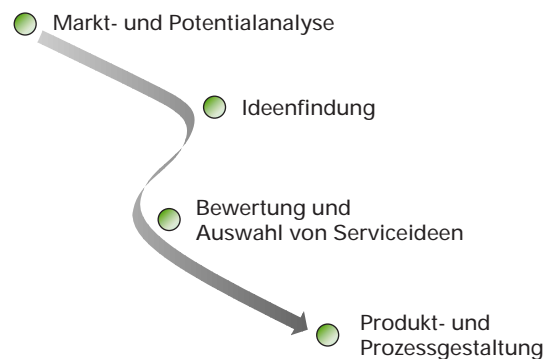 Markt- und Potentialanalyse
Ideenfindung
Bewertung und
Auswahl von Serviceideen
Produkt- und
Prozessgestaltung